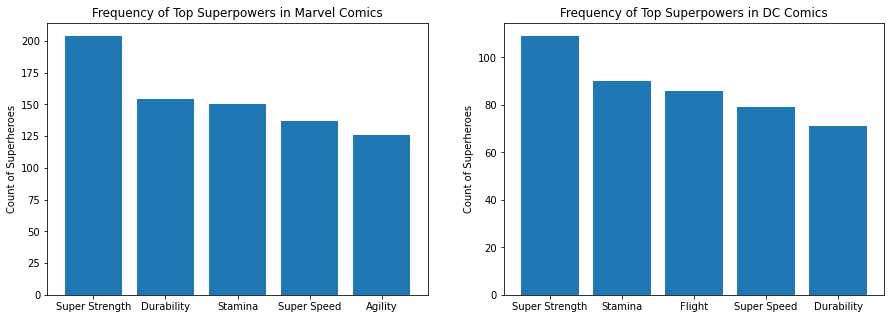 Frequency of Top Superpowers in Marvel Comics
Count of Superheroes
200
175
150
125
100
75
50
25
0
Super Strength Durability Stamina Super Speed Agility
Frequency of Top Superpowers in DC Comics
Count of Superheroes
100
80
60
40
20
0
Super Strength Stamina Flight Super Speed Durability